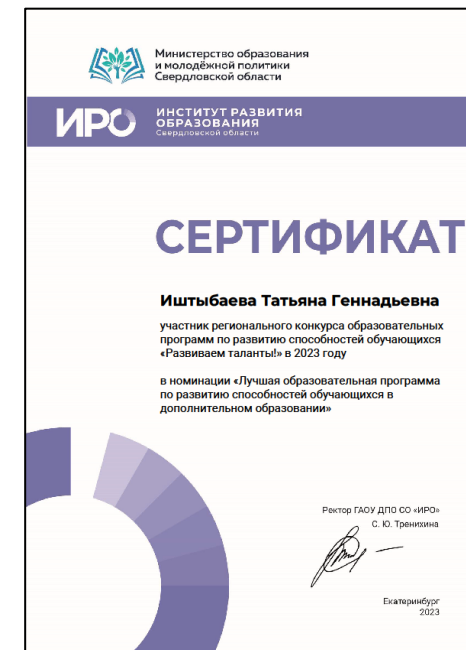 Министерство образования
и молодёжной политики
Свердловской области
ИРО
ИНСТИТУТ РАЗВИТИЯ
ОБРАЗОВАНИЯ
Свердловской области
СЕРТИФИКАТ
Иштыбаева Татьяна Геннадьевна
участник регионального конкурса образовательных
программ по развитию способностей обучающихся
«Развиваем таланты!» в 2023 году
в номинации «Лучшая образовательная программа
по развитию способностей обучающихся в
дополнительном образовании»
Ректор ГАОУ ДПО СО «ИРО»
С. Ю. Тренихина
Екатеринбург
2023